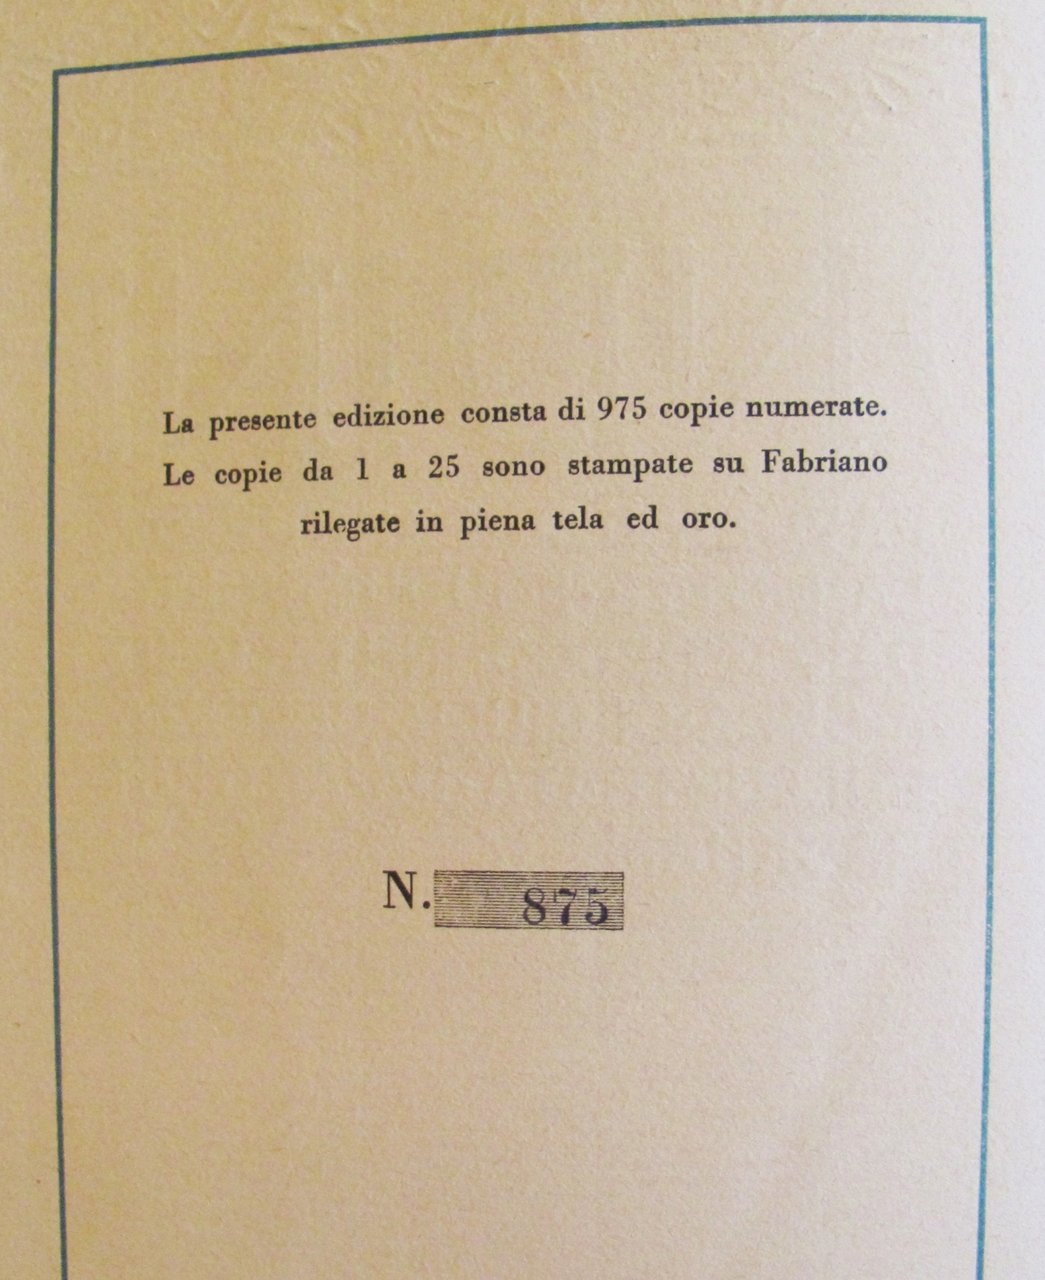 La presente edizione consta di 975 copie numerate.
Le copie da 1 a 25 sono stampate su Fabriano
rilegate in piena tela ed oro.
N. 875